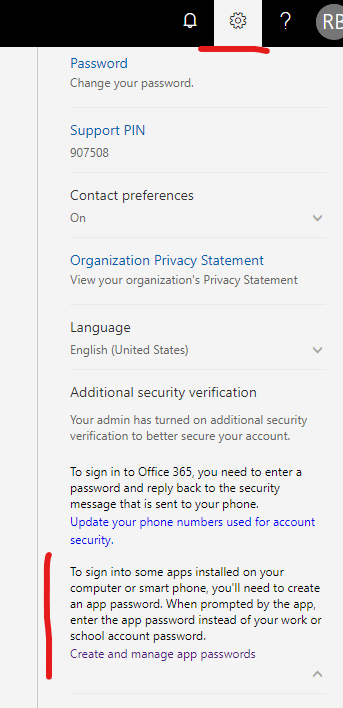 ?
RB
Password
Change your password.
Support PIN
907508
Contact preferences
On
Organization Privacy Statement
View your organization's Privacy Statement
Language
English (United States)
Additional security verification
Your admin has turned on additional security
verification to better secure your account.
To sign in to Office 365, you need to enter a
password and reply back to the security
message that is sent to your phone.
Update your phone numbers used for account
security.
To sign into some apps installed on your
computer or smart phone, you'll need to create
an app password. When prompted by the app,
enter the app password instead of your work or
school account password.
Create and manage app passwords